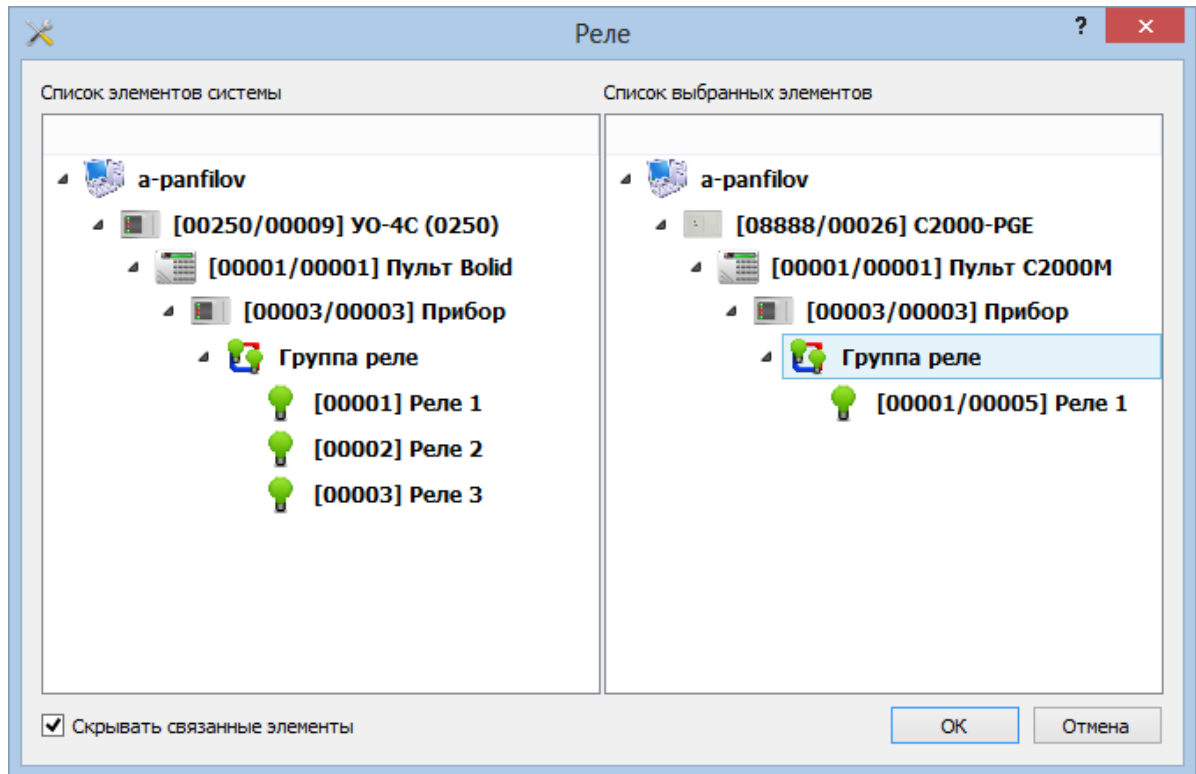 Реле
?
Список элементов системы
a-panfilov
[00250/00009] УО-4С (0250)
[00001/00001] Пульт Bolid
[00003/00003] Прибор
Группа реле
[00001] Реле 1
[00002] Реле 2
[00003] Реле 3
Список выбранных элементов
a-panfilov
[08888/00026] С2000-PGE
[00001/00001] Пульт С2000М
[00003/00003] Прибор
Группа реле
[00001/00005] Реле 1
Скрывать связанные элементы
ОК
Отмена